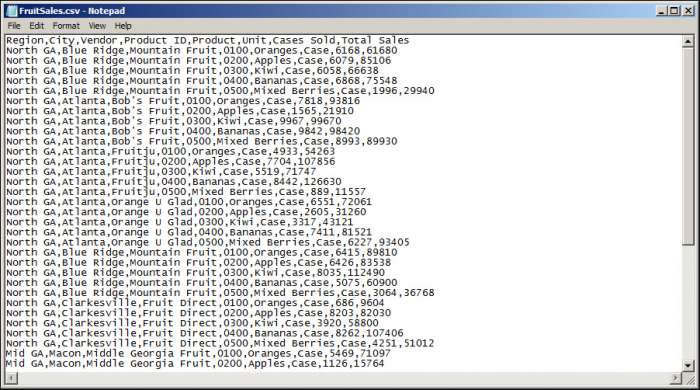 FruitSales.csv - Notepad
File Edit Format View Help
Region,City,Vendor,Product ID,Product,Unit,Cases Sold,Total Sales
North GA,Blue Ridge,Mountain Fruit,0100,Oranges,Case,6168,61680
North GA,Blue Ridge,Mountain Fruit,0200,Apples,Case,6079,85106
North GA,Blue Ridge,Mountain Fruit,0300,Kiwi,Case,6058,66638
North GA,Blue Ridge,Mountain Fruit,0400,Bananas,Case,6868,75548
North GA,Blue Ridge,Mountain Fruit,0500,Mixed Berries,Case,1996,29940
North GA,Atlanta,Bob's Fruit,0100,Oranges,Case,7818,93816
North GA,Atlanta,Bob's Fruit,0200,Apples,Case,1565,21910
North GA,Atlanta,Bob's Fruit,0300,Kiwi,Case,9967,99670
North GA,Atlanta,Bob's Fruit,0400,Bananas,Case,9842,98420
North GA,Atlanta,Bob's Fruit,0500,Mixed Berries,Case,8993,89930
North GA,Atlanta,Fruitju,0100,Oranges,Case,4933,54263
North GA,Atlanta,Fruitju,0200,Apples,Case,7704,107856
North GA,Atlanta,Fruitju,0300,Kiwi,Case,5519,71747
North GA,Atlanta,Fruitju,0400,Bananas,Case,8442,126630
North GA,Atlanta,Fruitju,0500,Mixed Berries,Case,889,11557
North GA,Atlanta,Orange U Glad,0100,Oranges,Case,6551,72061
North GA,Atlanta,Orange U Glad,0200,Apples,Case,2605,31260
North GA,Atlanta,Orange U Glad,0300,Kiwi,Case,3317,43121
North GA,Atlanta,Orange U Glad,0400,Bananas,Case,7411,81521
North GA,Atlanta,Orange U Glad,0500,Mixed Berries,Case,6227,93405
North GA,Blue Ridge,Mountain Fruit,0100,Oranges,Case,6415,89810
North GA,Blue Ridge,Mountain Fruit,0200,Apples,Case,6426,83538
North GA,Blue Ridge,Mountain Fruit,0300,Kiwi,Case,8035,112490
North GA,Blue Ridge,Mountain Fruit,0400,Bananas,Case,5075,60900
North GA,Blue Ridge,Mountain Fruit,0500,Mixed Berries,Case,3064,36768
North GA,Clarkesville,Fruit Direct,0100,Oranges,Case,686,9604
North GA,Clarkesville,Fruit Direct,0200,Apples,Case,8203,82030
North GA,Clarkesville,Fruit Direct,0300,Kiwi,Case,3920,58800
North GA,Clarkesville,Fruit Direct,0400,Bananas,Case,8262,107406
North GA,Clarkesville,Fruit Direct,0500,Mixed Berries,Case,4251,51012
Mid GA,Macon,Middle Georgia Fruit,0100,Oranges,Case,5469,71097
Mid GA,Macon,Middle Georgia Fruit,0200,Apples,Case,1126,15764